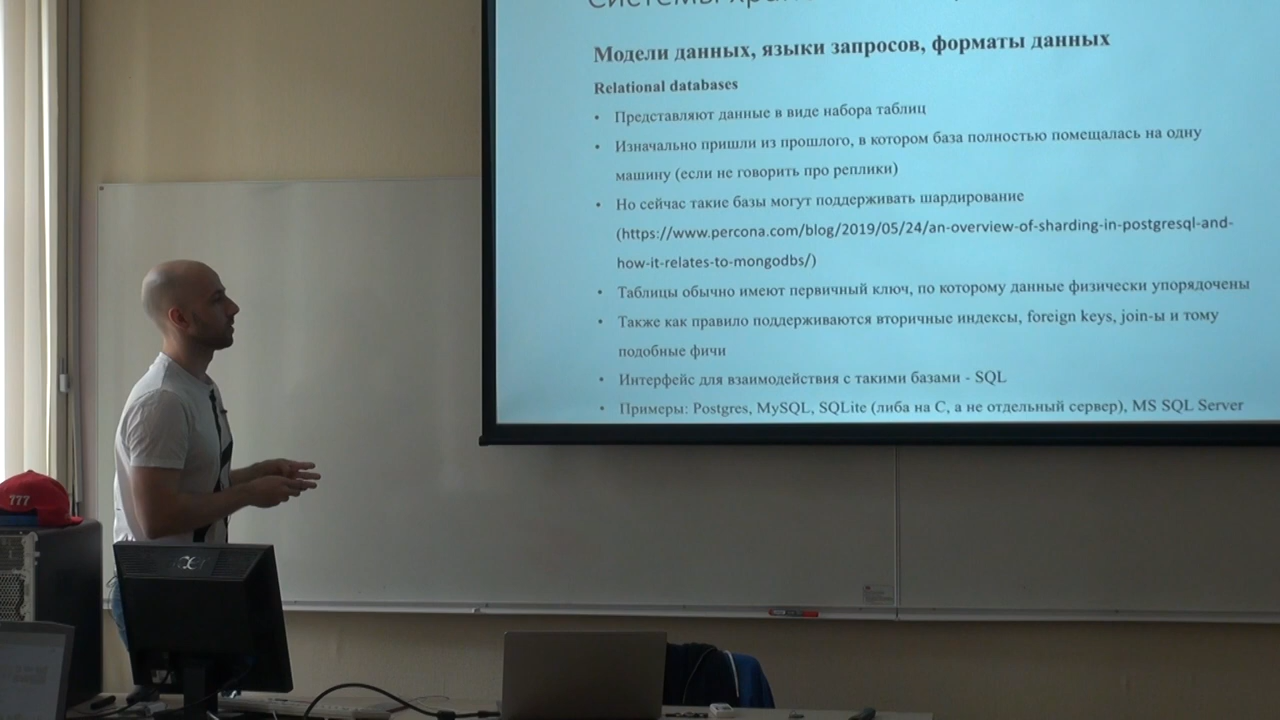 Системы
Модели данных, языки запросов, форматы данных
Relational databases
• Представляют данные в виде набора таблиц
• Изначально пришли из прошлого, в котором база полностью помещалась на одну
машину (если не говорить про реплики)
• Но сейчас такие базы могут поддерживать шардирование
(https://www.percona.com/blog/2019/05/24/an-overview-of-sharding-in-postgresql-and-
how-it-relates-to-mongodbs/)
• Таблицы обычно имеют первичный ключ, по которому данные физически упорядочены
• Также как правило поддерживаются вторичные индексы, foreign keys, join-ы и тому
подобные фичи
• Интерфейс для взаимодействия с такими базами - SQL
• Примеры: Postgres, MySQL, SQLite (либа на C, а не отдельный сервер), MS SQL Server
777
acer